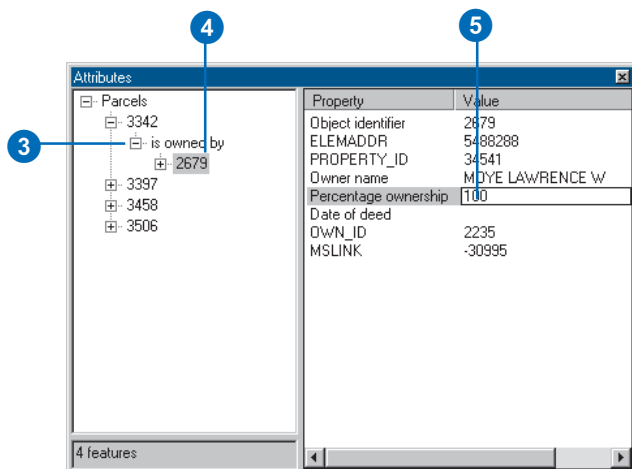 4
5
Attributes
3
Parcels
3342
is owned by
2679
3397
3458
3506
4 features
Property Value
Object identifier 2679
ELEMADDR 5488288
PROPERTY_ID 34541
Owner name MOYE LAWRENCE W
Percentage ownership 100
Date of deed
OWN_ID 2235
MSLINK -30995